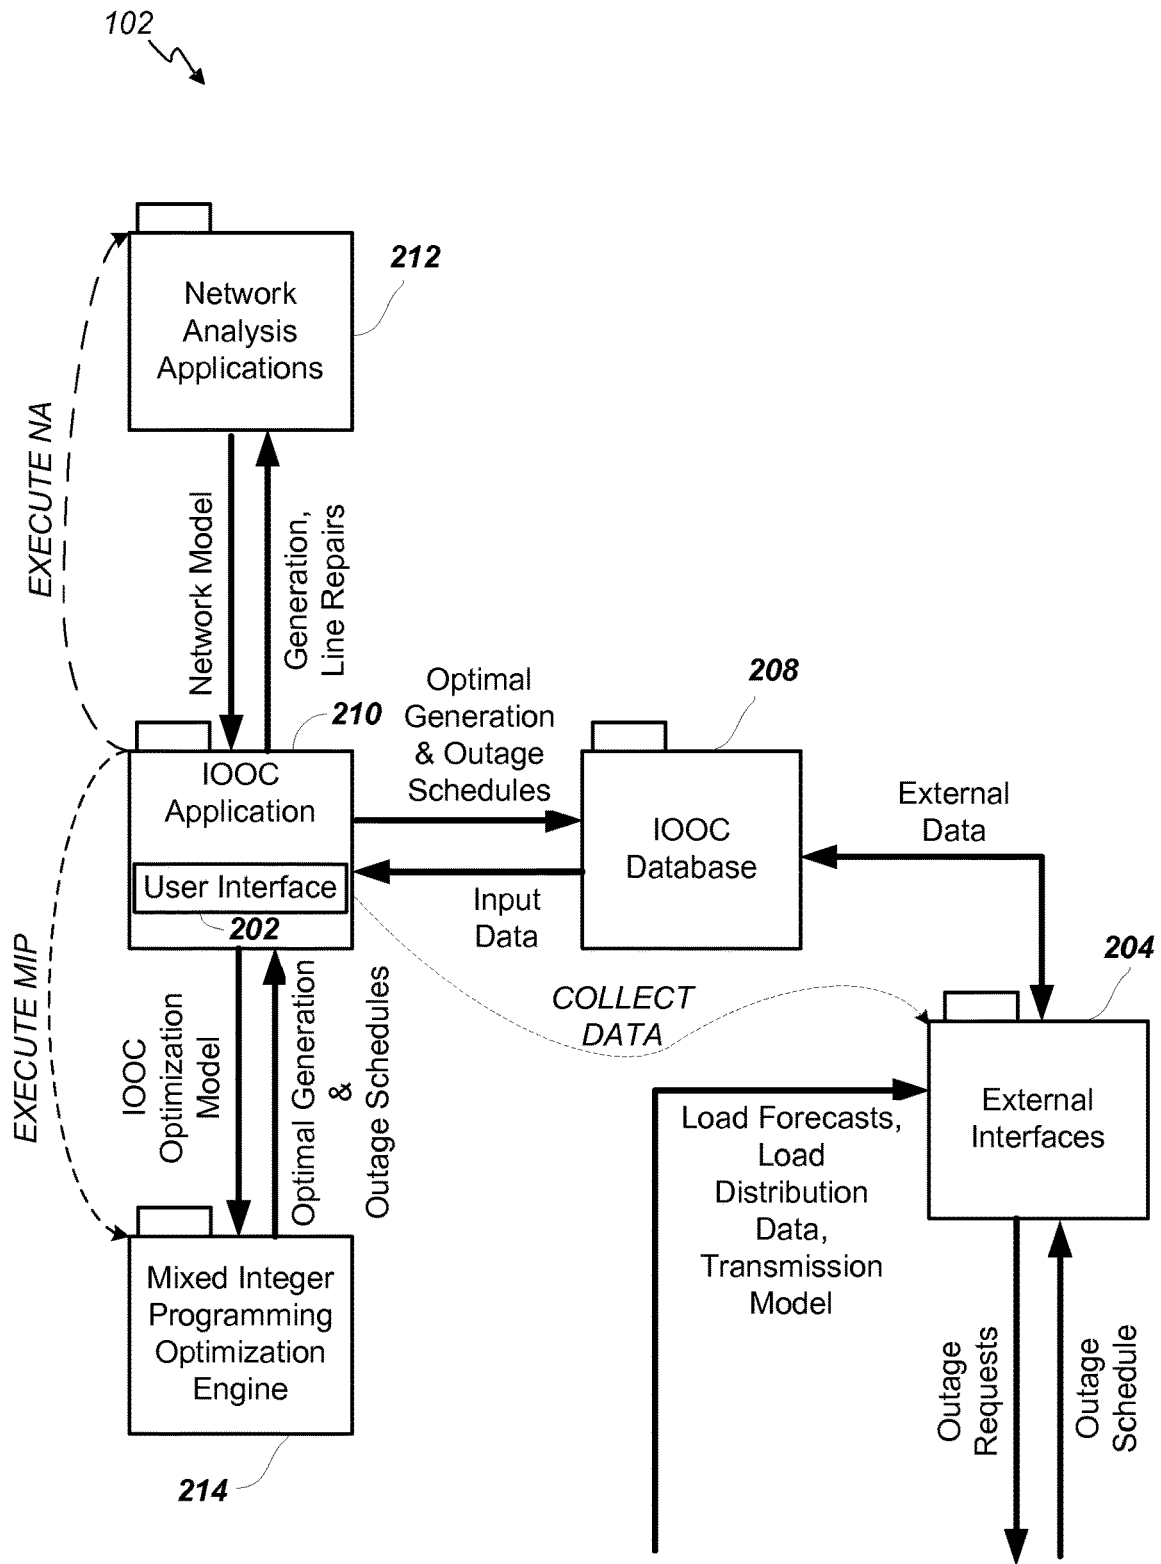 102
Network
Analysis
Applications
212
EXECUTE NA
Network Model
Generation,
Line Repairs
210
IOOC
Application
User Interface
202
Optimal
Generation
& Outage
Schedules
Input
Data
208
IOOC
Database
External
Data
204
External
Interfaces
COLLECT
DATA
EXECUTE MIP
IOOC
Optimization
Model
Optimal Generation
&
Outage Schedules
Load Forecasts,
Load
Distribution
Data,
Transmission
Model
Mixed Integer
Programming
Optimization
Engine
214
Outage
Requests
Outage
Schedule